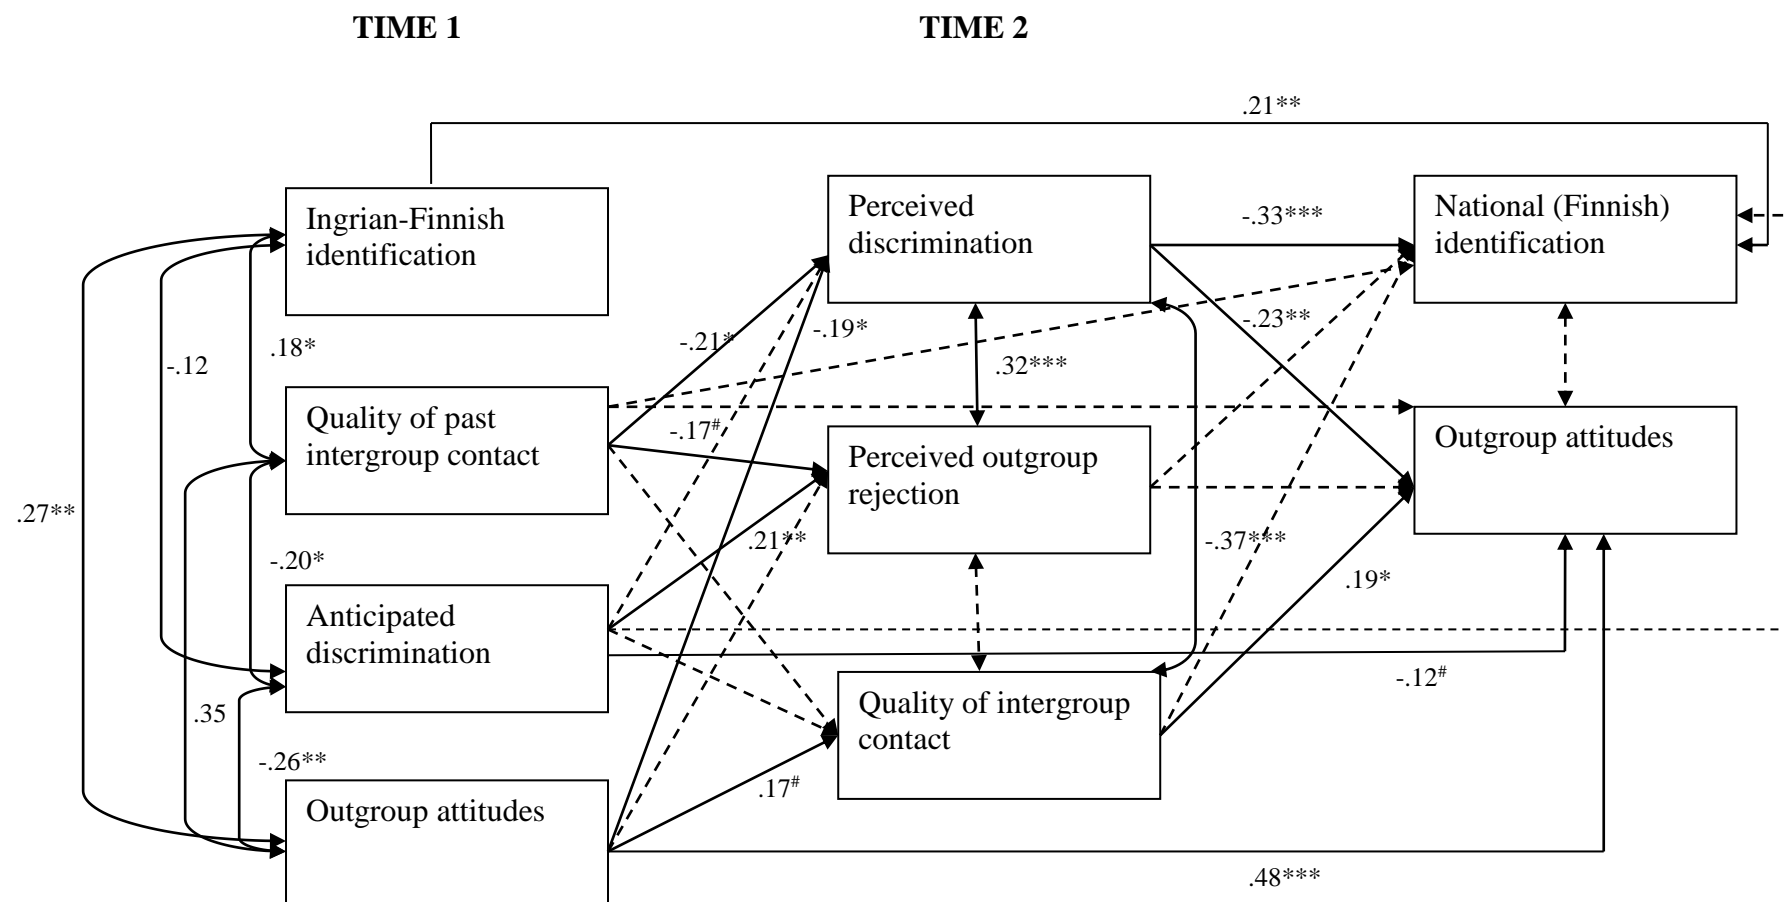 TIME 1
TIME 2
.21**
Ingrian-Finnish
identification
Perceived
discrimination
National (Finnish)
identification
-.33***
-.23**
-.21*
-.19*
.32***
-.12
.18*
Quality of past
intergroup contact
-.17#
Perceived outgroup
rejection
Outgroup attitudes
.27**
-.20*
.21**
-.37***
.19*
Anticipated
discrimination
-.12#
Quality of intergroup
contact
.35
-.26**
.17#
Outgroup attitudes
.48***